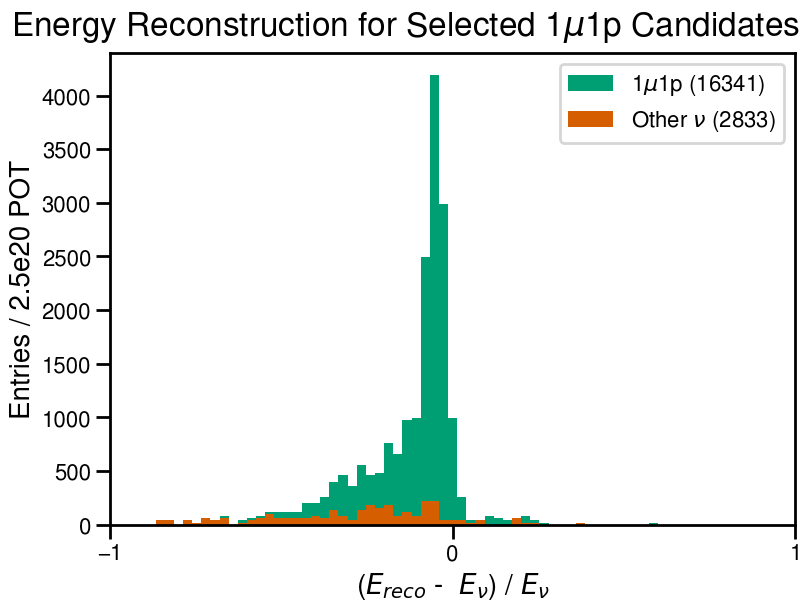 Energy Reconstruction for Selected 1μ1p Candidates
1μ1p (16341)
Other ν (2833)
Entries / 2.5e20 POT
4000
3500
3000
2500
2000
1500
1000
500
0
−1
0
1
(E_reco - E_ν) / E_ν